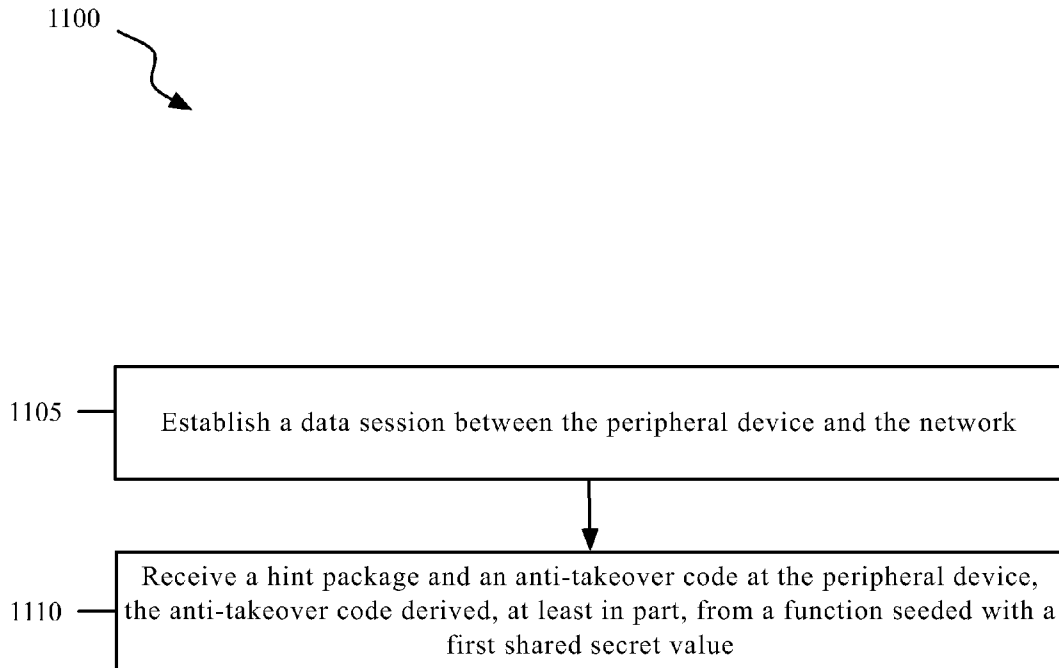 1100
1105
Establish a data session between the peripheral device and the network
Receive a hint package and an anti-takeover code at the peripheral device,
1110
the anti-takeover code derived, at least in part, from a function seeded with a
first shared secret value